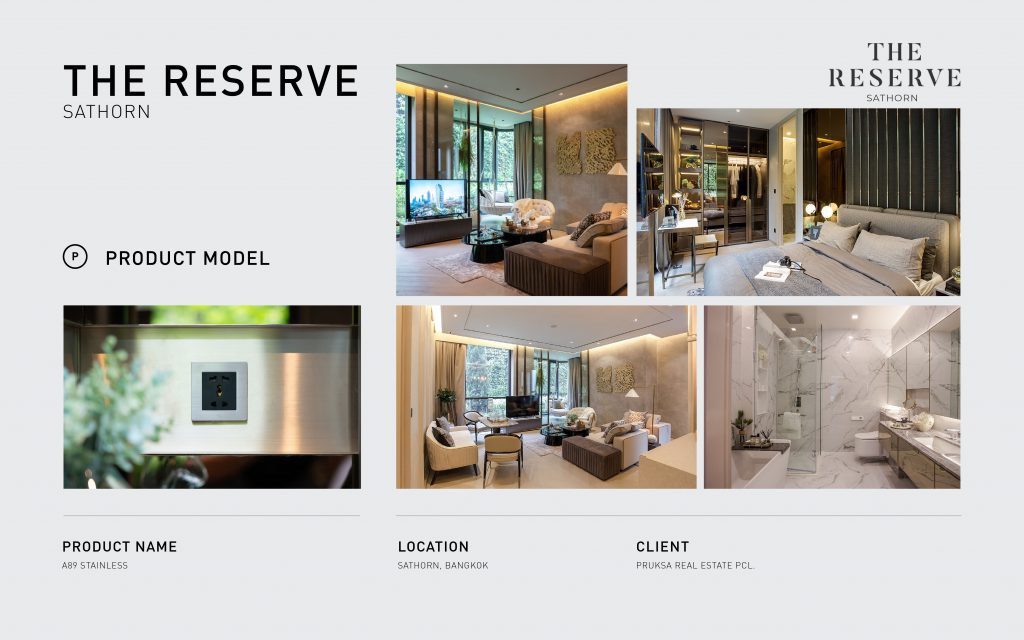 THE RESERVE
SATHORN
THE
RESERVE
SATHORN
P PRODUCT MODEL
PRODUCT NAME
A89 STAINLESS
LOCATION
SATHORN, BANGKOK
CLIENT
PRUKSA REAL ESTATE PCL.